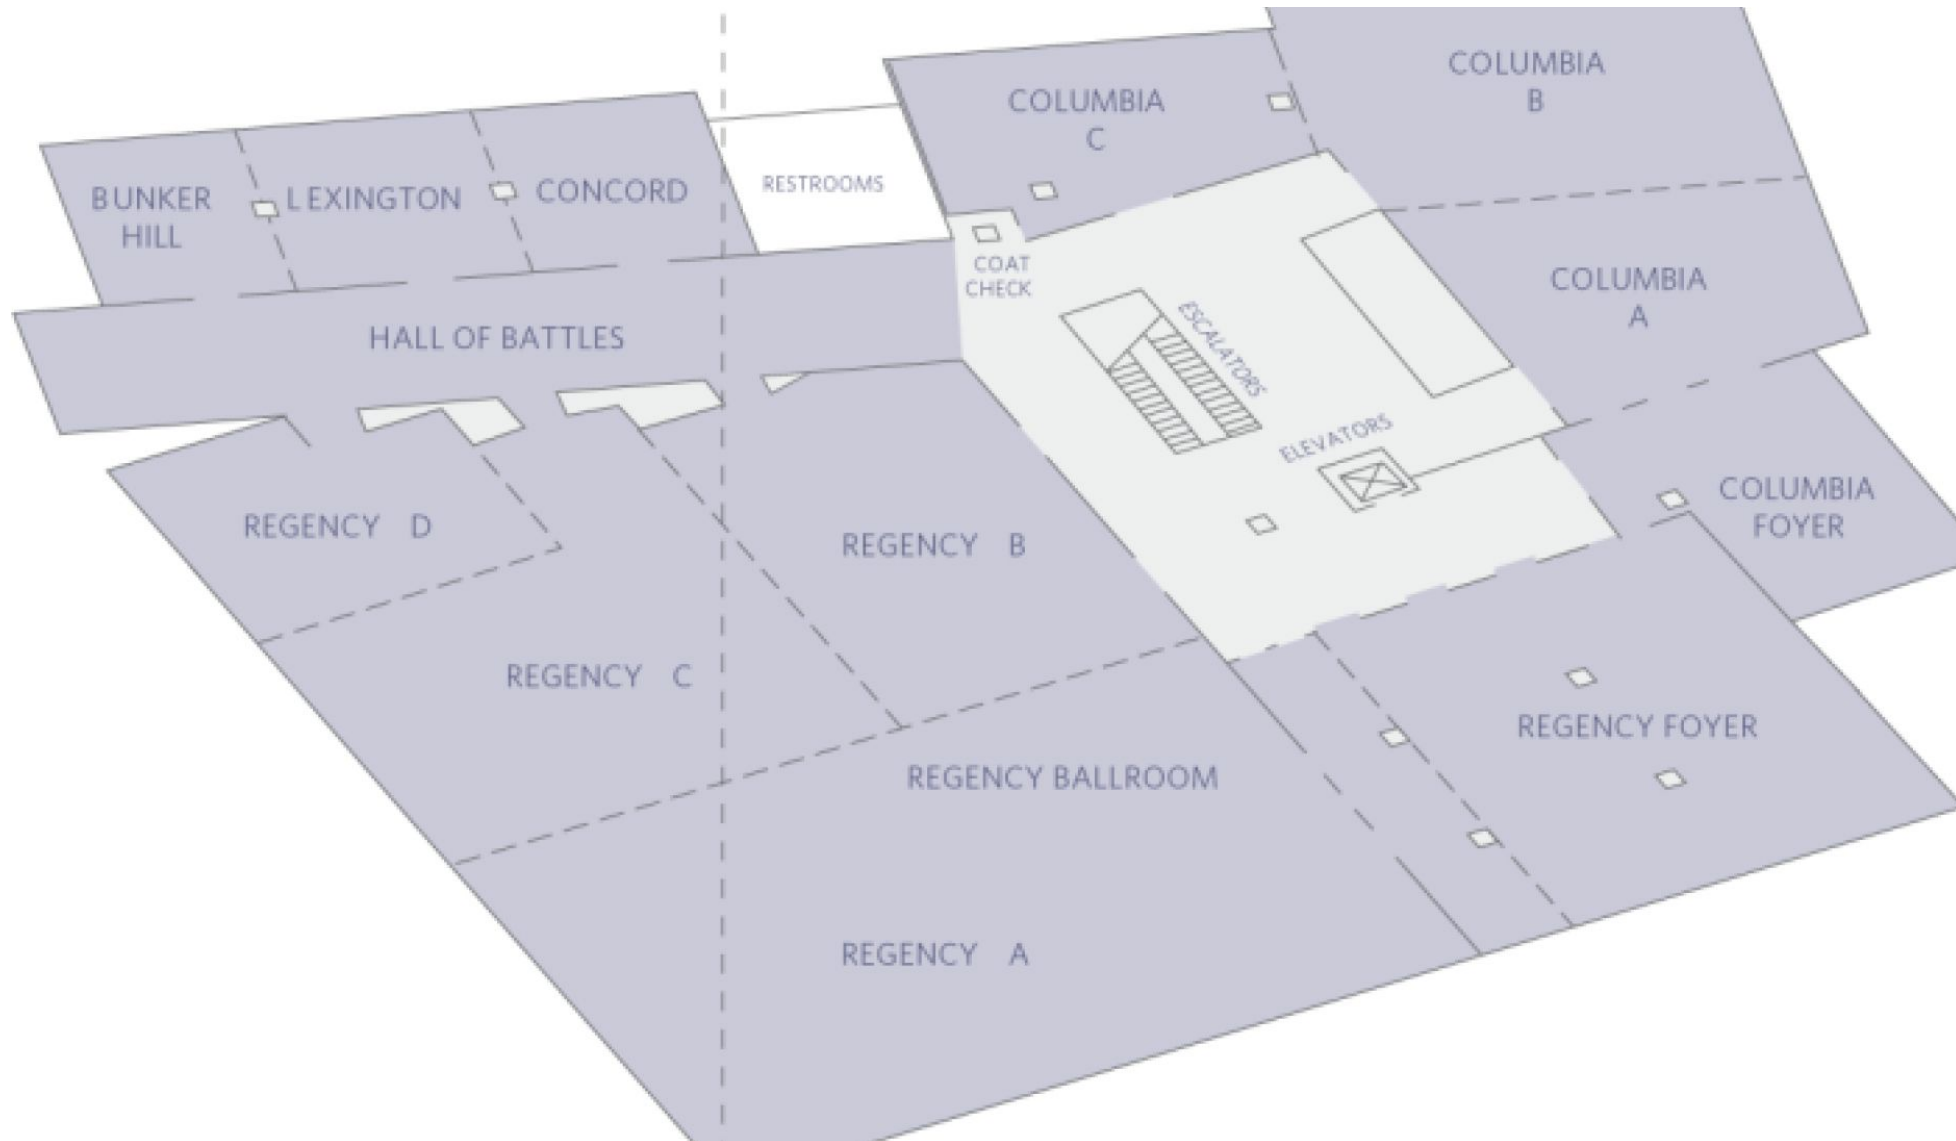 COLUMBIA
B
COLUMBIA
C
BUNKER
HILL
LEXINGTON
CONCORD
RESTROOMS
COAT
CHECK
ESCALATORS
COLUMBIA
A
HALL OF BATTLES
ELEVATORS
COLUMBIA
FOYER
REGENCY D
REGENCY B
REGENCY C
REGENCY FOYER
REGENCY BALLROOM
REGENCY A